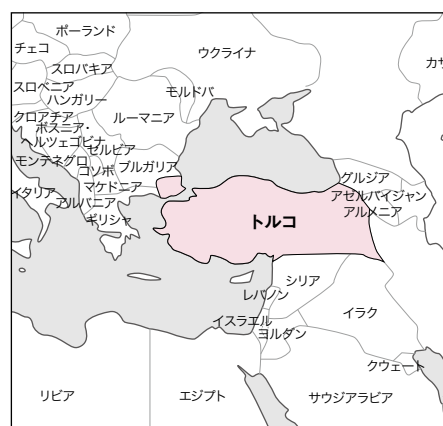 ポーランド
チェコ
ウクライナ
カザ
スロバキア
スロベニア
ハンガリー
モルドバ
クロアチア
ルーマニア
ボスニア・
ヘルツェゴビナ
セルビア
モンテネグロ
コソボ
ブルガリア
グルジア
マケドニア
アゼルバイジャン
イタリア
アルバニア
アルメニア
ギリシャ
トルコ
シリア
レバノン
イラク
イスラエル
ヨルダン
クウェート
リビア
エジプト
サウジアラビア